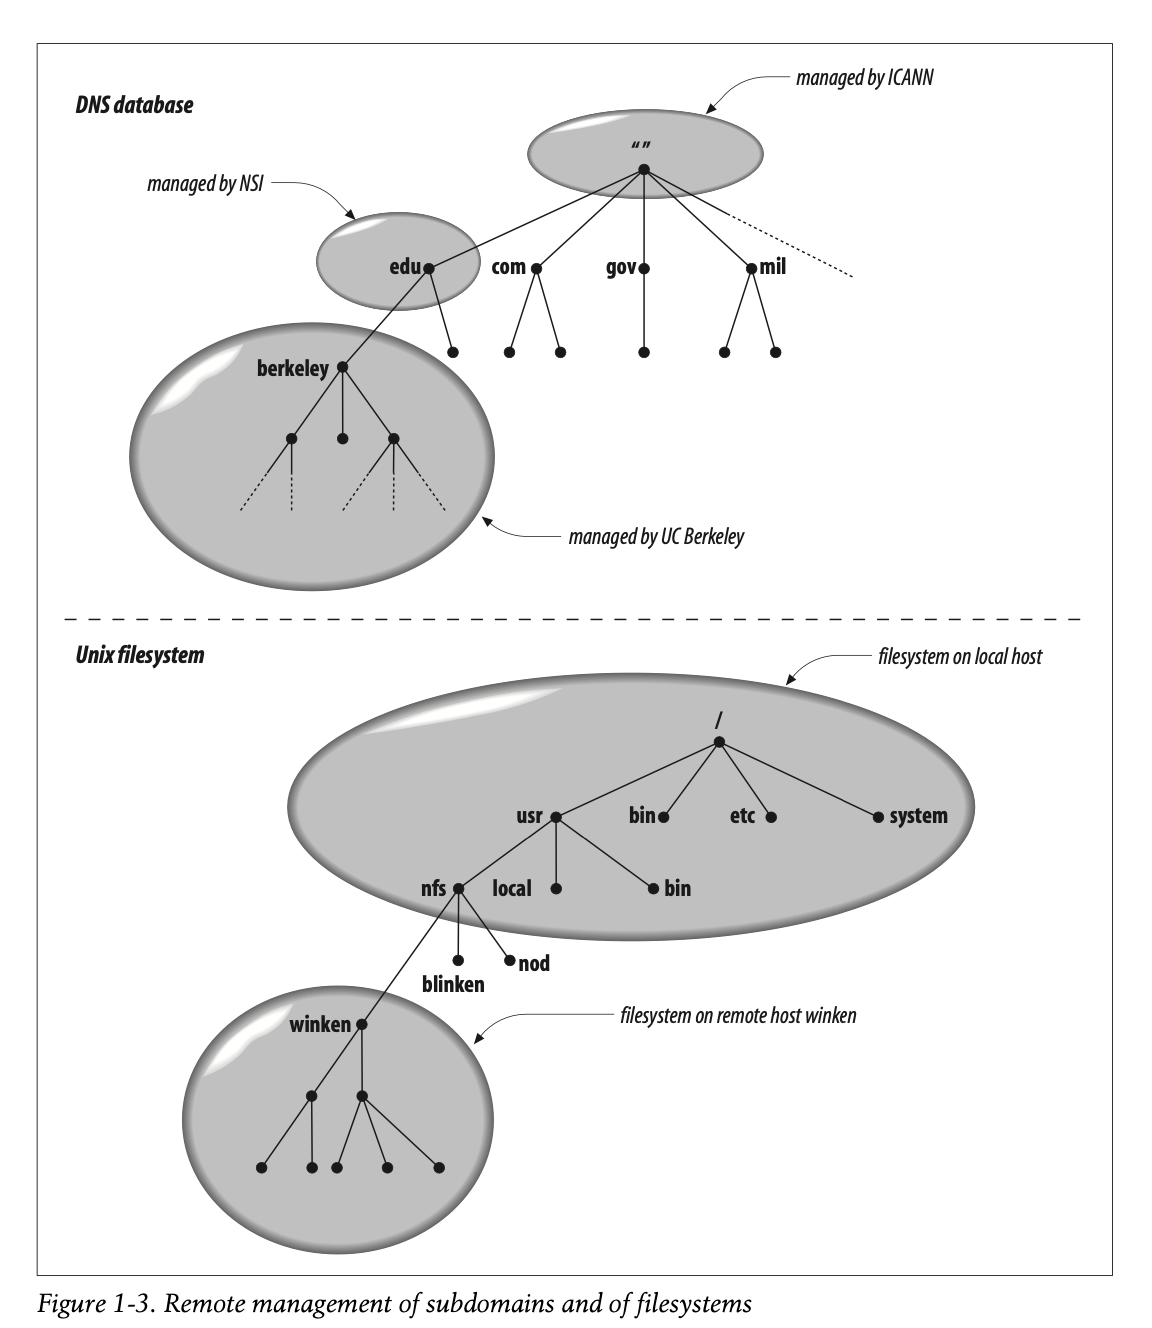 managed by ICANN
DNS database
“ ”
managed by NSI
edu
com
gov
mil
berkeley
managed by UC Berkeley
Unix filesystem
filesystem on local host
/
usr
bin
etc
system
nfs
local
bin
nod
blinken
filesystem on remote host winken
winken
Figure 1-3. Remote management of subdomains and of filesystems